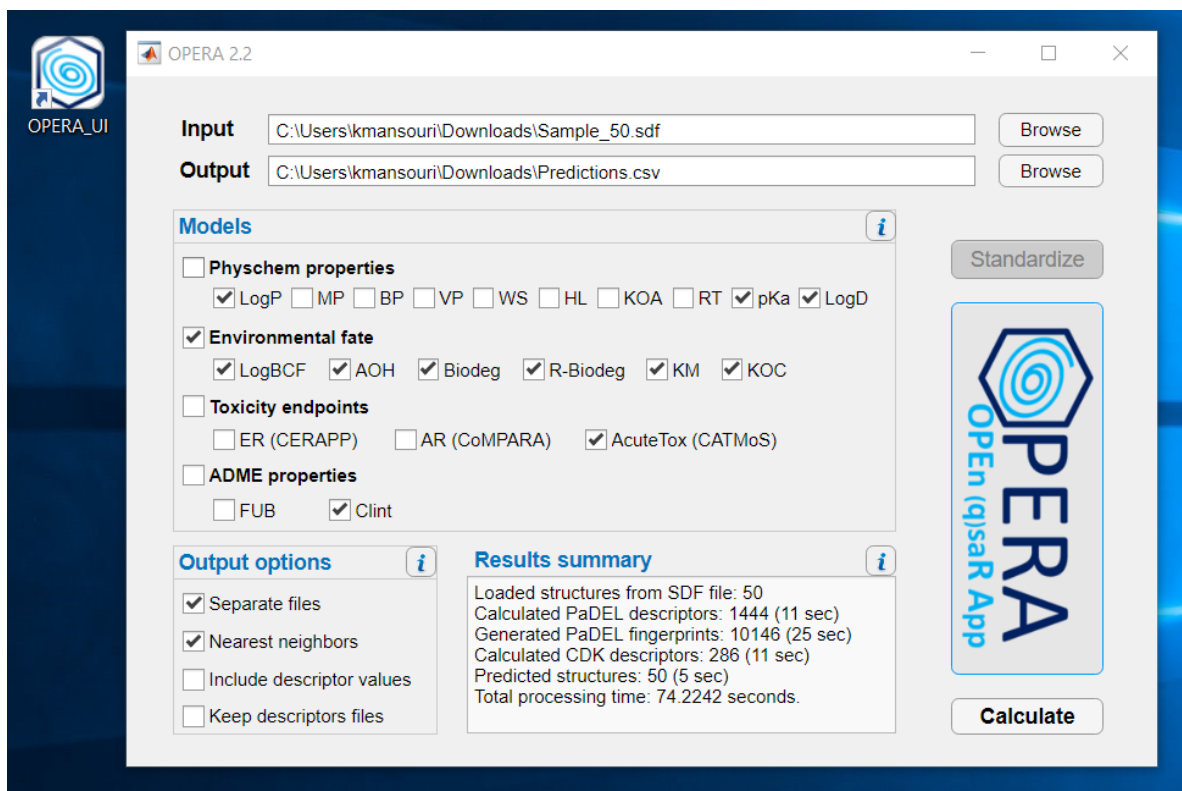 OPERA_UI
OPERA 2.2
Input C:\Users\kmansouri\Downloads\Sample_50.sdf Browse
Output C:\Users\kmansouri\Downloads\Predictions.csv Browse
Models i
Standardize
Physchem properties
LogP MP BP VP WS HL KOA RT pKa LogD
Environmental fate
LogBCF AOH Biodeg R-Biodeg KM KOC
Toxicity endpoints
ER (CERAPP) AR (CoMPARA) AcuteTox (CATMoS)
ADME properties
FUB Clint
OPERA
OPEn (q)saR App
Output options i
Separate files
Nearest neighbors
Include descriptor values
Keep descriptors files
Results summary i
Loaded structures from SDF file: 50
Calculated PaDEL descriptors: 1444 (11 sec)
Generated PaDEL fingerprints: 10146 (25 sec)
Calculated CDK descriptors: 286 (11 sec)
Predicted structures: 50 (5 sec)
Total processing time: 74.2242 seconds.
Calculate